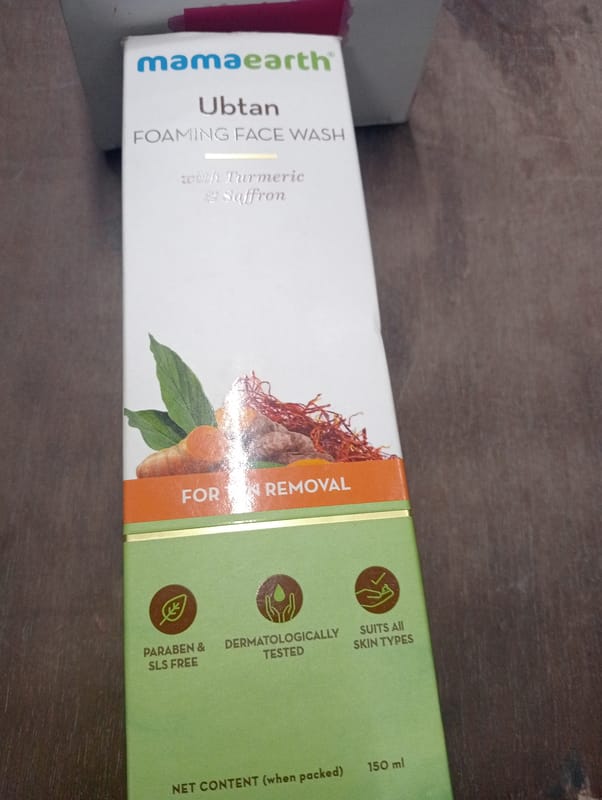 mamaearth®
Ubtan
FOAMING FACE WASH
with Turmeric
& Saffron
FOR TAN REMOVAL
PARABEN &
SLS FREE
DERMATOLOGICALLY
TESTED
SUITS All
SKIN TYPES
NET CONTENT (when packed) 150 ml